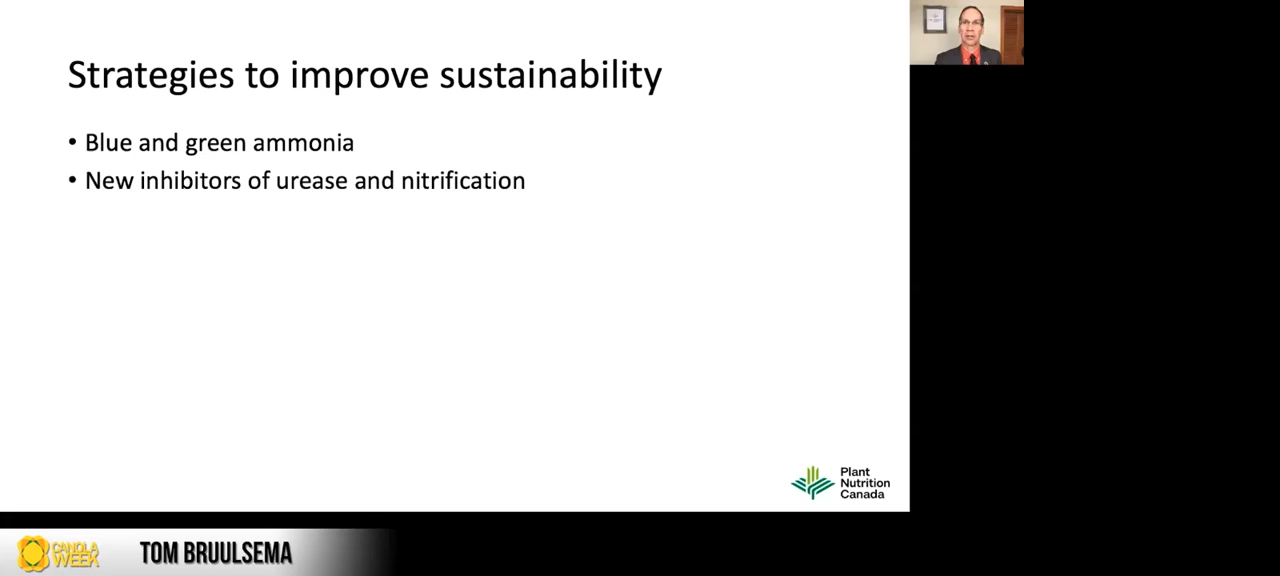 Strategies to improve sustainability
• Blue and green ammonia
• New inhibitors of urease and nitrification
Plant
Nutrition
Canada
CANOLA
WEEK
TOM BRUULSEMA